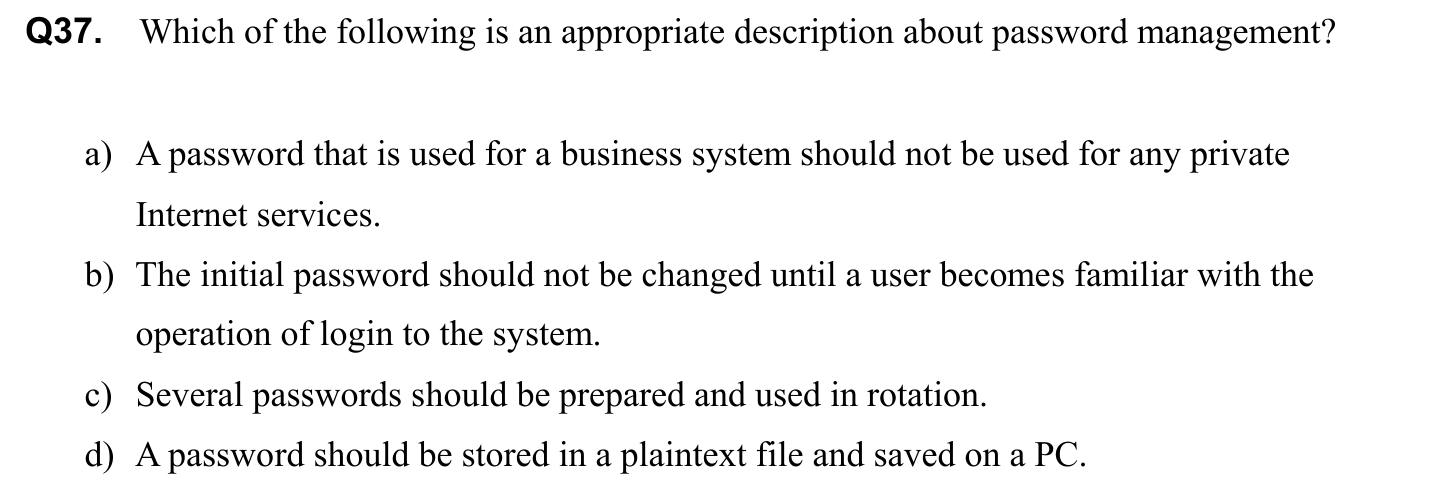 Q37. Which of the following is an appropriate description about password management?
a) A password that is used for a business system should not be used for any private
Internet services.
b) The initial password should not be changed until a user becomes familiar with the
operation of login to the system.
c) Several passwords should be prepared and used in rotation.
d) A password should be stored in a plaintext file and saved on a PC.